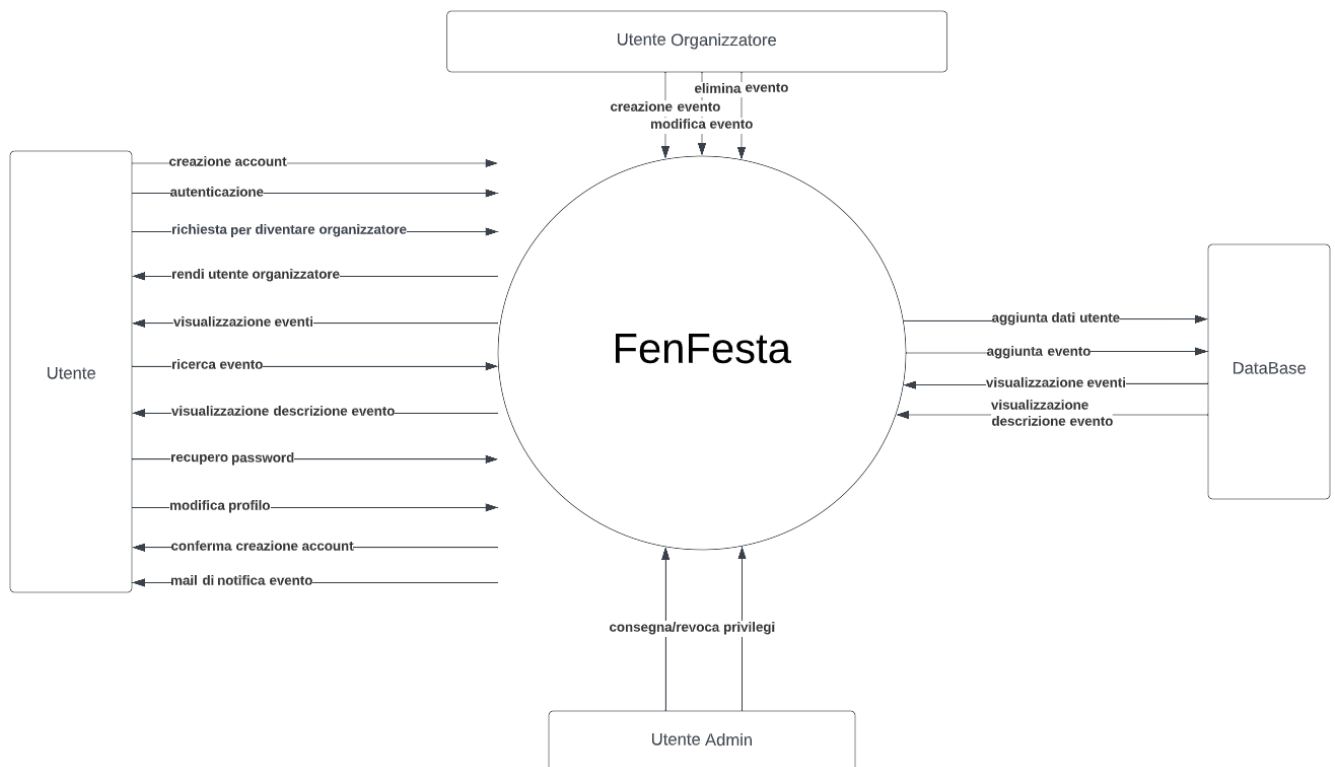 Utente Organizzatore
elimina evento
creazione evento
modifica evento
creazione account
autenticazione
richiesta per diventare organizzatore
rendi utente organizzatore
visualizzazione eventi
ricerca evento
visualizzazione descrizione evento
recupero password
modifica profilo
conferma creazione account
mail di notifica evento
Utente
FenFesta
aggiunta dati utente
aggiunta evento
visualizzazione eventi
visualizzazione
descrizione evento
DataBase
consegna/revoca privilegi
Utente Admin